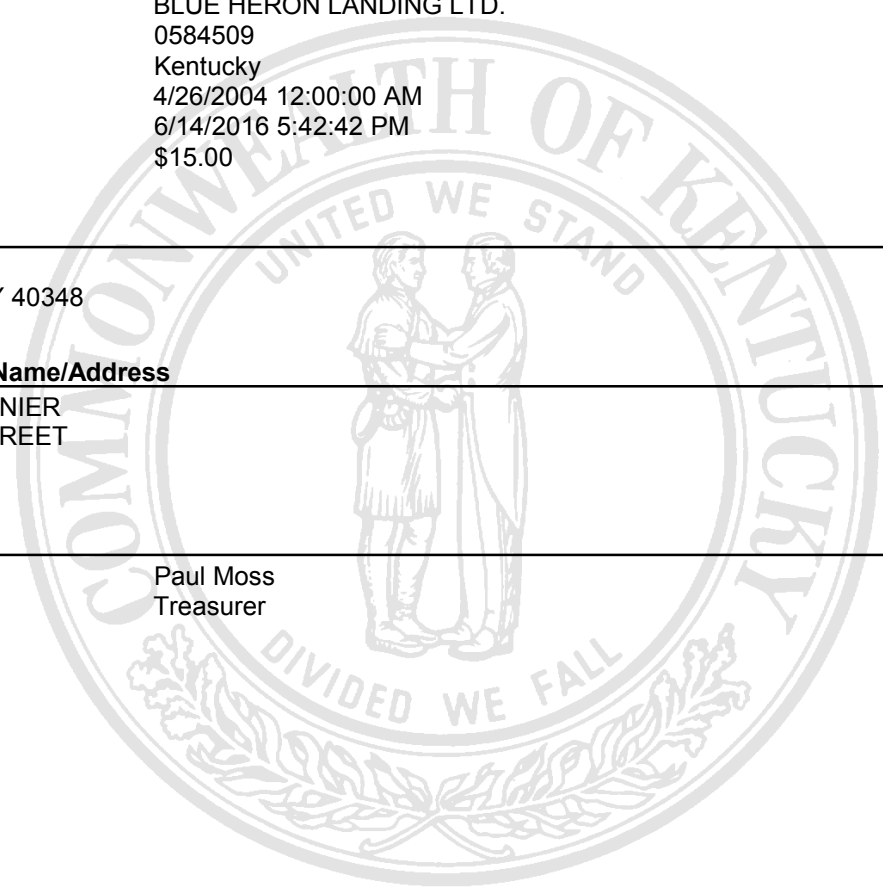 BLUE HERON LANDING LTD.
0584509
Kentucky
4/26/2004 12:00:00 AM
6/14/2016 5:42:42 PM
$15.00
COMMONWEALTH OF KENTUCKY
UNITED WE STAND
40348
Name/Address
NIER
REET
Paul Moss
Treasurer
DIVIDED WE FALL